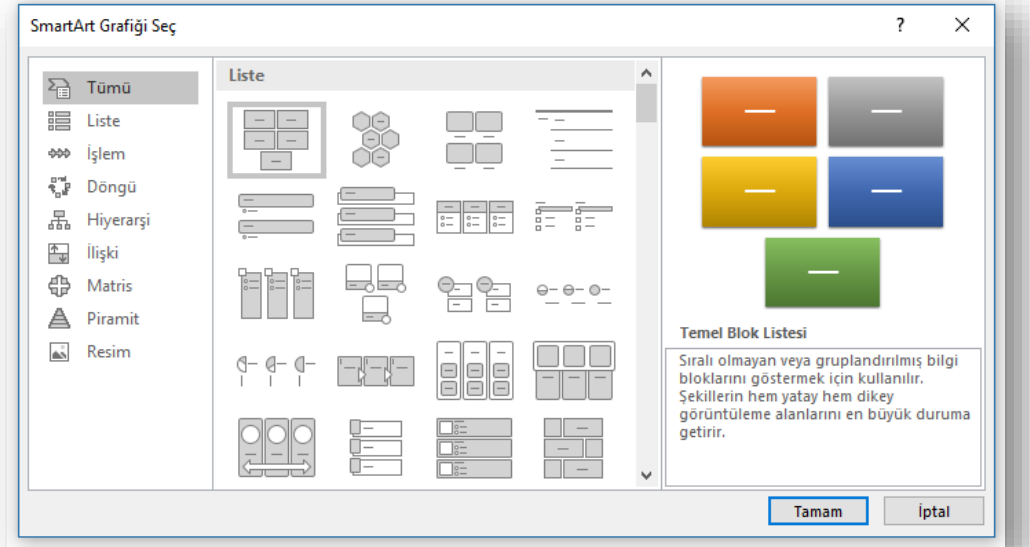 SmartArt Grafiği Seç
?
Tümü
Liste
İşlem
Döngü
Hiyerarşi
İlişki
Matris
Piramit
Resim
Liste
Temel Blok Listesi
Sıralı olmayan veya gruplandırılmış bilgi
bloklarını göstermek için kullanılır.
Şekillerin hem yatay hem dikey
görüntüleme alanlarını en büyük duruma
getirir.
Tamam
İptal